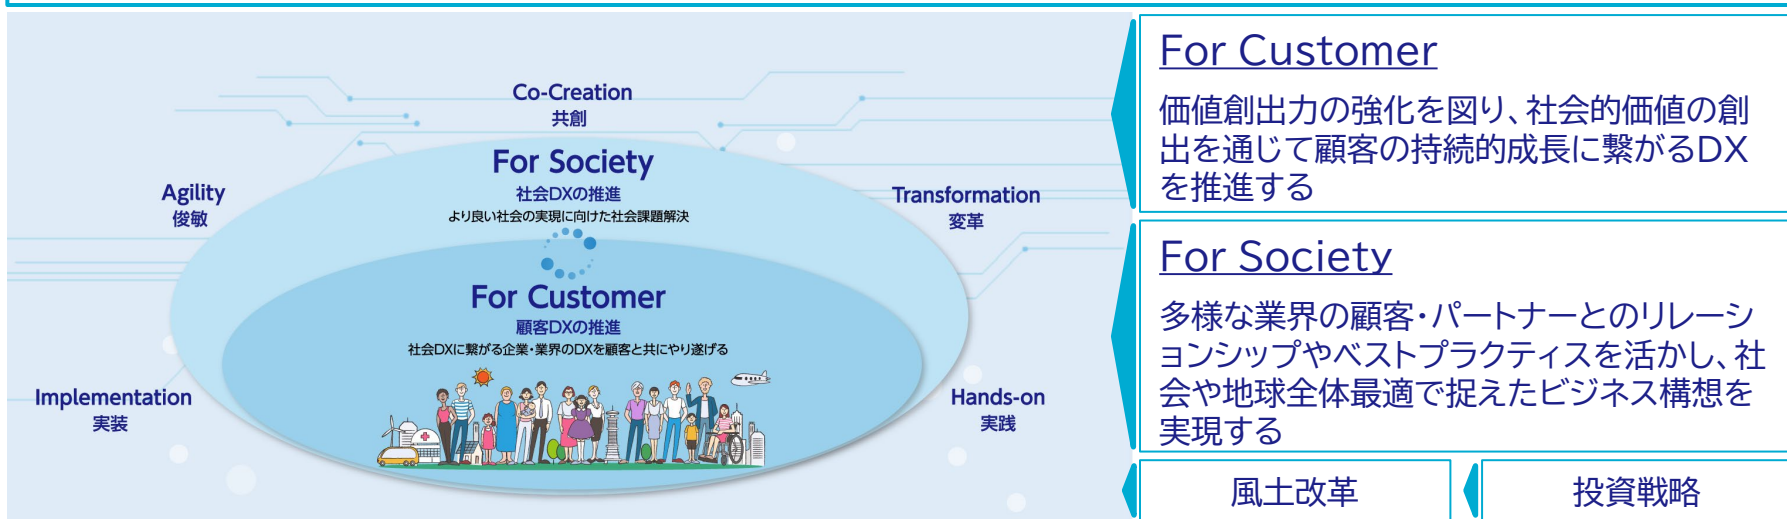 Co-Creation
共創
For Society
社会DXの推進
より良い社会の実現に向けた社会課題解決
Agility
俊敏
Transformation
変革
For Customer
顧客DXの推進
社会DXに繋がる企業・業界のDXを顧客と共にやり遂げる
Implementation
実装
Hands-on
実践
For Customer
価値創出力の強化を図り、社会的価値の創
出を通じて顧客の持続的成長に繋がるDX
を推進する
For Society
多様な業界の顧客・パートナーとのリレーシ
ョンシップやベストプラクティスを活かし、社
会や地球全体最適で捉えたビジネス構想を
実現する
風土改革
投資戦略